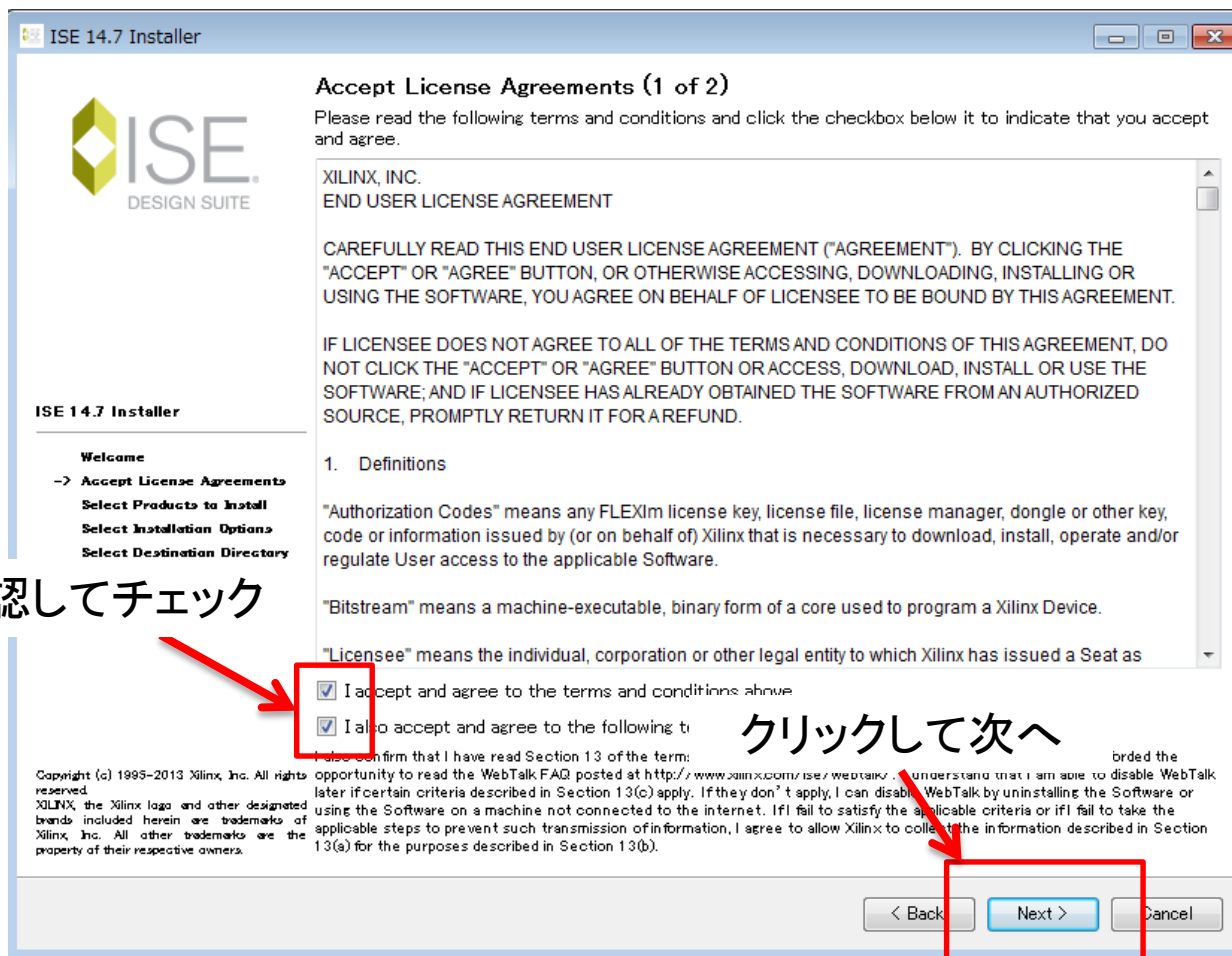 ISE 14.7 Installer
ISE.
DESIGN SUITE
Accept License Agreements (1 of 2)
Please read the following terms and conditions and click the checkbox below it to indicate that you accept
and agree.
XILINX, INC.
END USER LICENSE AGREEMENT
CAREFULLY READ THIS END USER LICENSE AGREEMENT ("AGREEMENT"). BY CLICKING THE
"ACCEPT" OR "AGREE" BUTTON, OR OTHERWISE ACCESSING, DOWNLOADING, INSTALLING OR
USING THE SOFTWARE, YOU AGREE ON BEHALF OF LICENSEE TO BE BOUND BY THIS AGREEMENT.
IF LICENSEE DOES NOT AGREE TO ALL OF THE TERMS AND CONDITIONS OF THIS AGREEMENT, DO
NOT CLICK THE "ACCEPT" OR "AGREE" BUTTON OR ACCESS, DOWNLOAD, INSTALL OR USE THE
SOFTWARE; AND IF LICENSEE HAS ALREADY OBTAINED THE SOFTWARE FROM AN AUTHORIZED
SOURCE, PROMPTLY RETURN IT FOR A REFUND.
1. Definitions
"Authorization Codes" means any FLEXlm license key, license file, license manager, dongle or other key,
code or information issued by (or on behalf of) Xilinx that is necessary to download, install, operate and/or
regulate User access to the applicable Software.
"Bitstream" means a machine-executable, binary form of a core used to program a Xilinx Device.
"Licensee" means the individual, corporation or other legal entity to which Xilinx has issued a Seat as
ISE 14.7 Installer
Welcome
-> Accept License Agreements
Select Products to Install
Select Installation Options
Select Destination Directory
認してチェック
I accept and agree to the terms and conditions above
I also accept and agree to the following
クリックして次へ
I also confirm that I have read Section 13 of the terms orded the
opportunity to read the WebTalk FAQ posted at http://www.xilinx.com/ise/webtalk/. I understand that I am able to disable WebTalk
later if certain criteria described in Section 13(c) apply. If they don't apply, I can disable WebTalk by uninstalling the Software or
using the Software on a machine not connected to the internet. If I fail to satisfy the applicable criteria or if I fail to take the
applicable steps to prevent such transmission of information, I agree to allow Xilinx to collect the information described in Section
13(a) for the purposes described in Section 13(b).
Copyright (c) 1995-2013 Xilinx, Inc. All rights
reserved.
XILINX, the Xilinx logo and other designated
brands included herein are trademarks of
Xilinx, Inc. All other trademarks are the
property of their respective owners.
< Back
Next >
Cancel